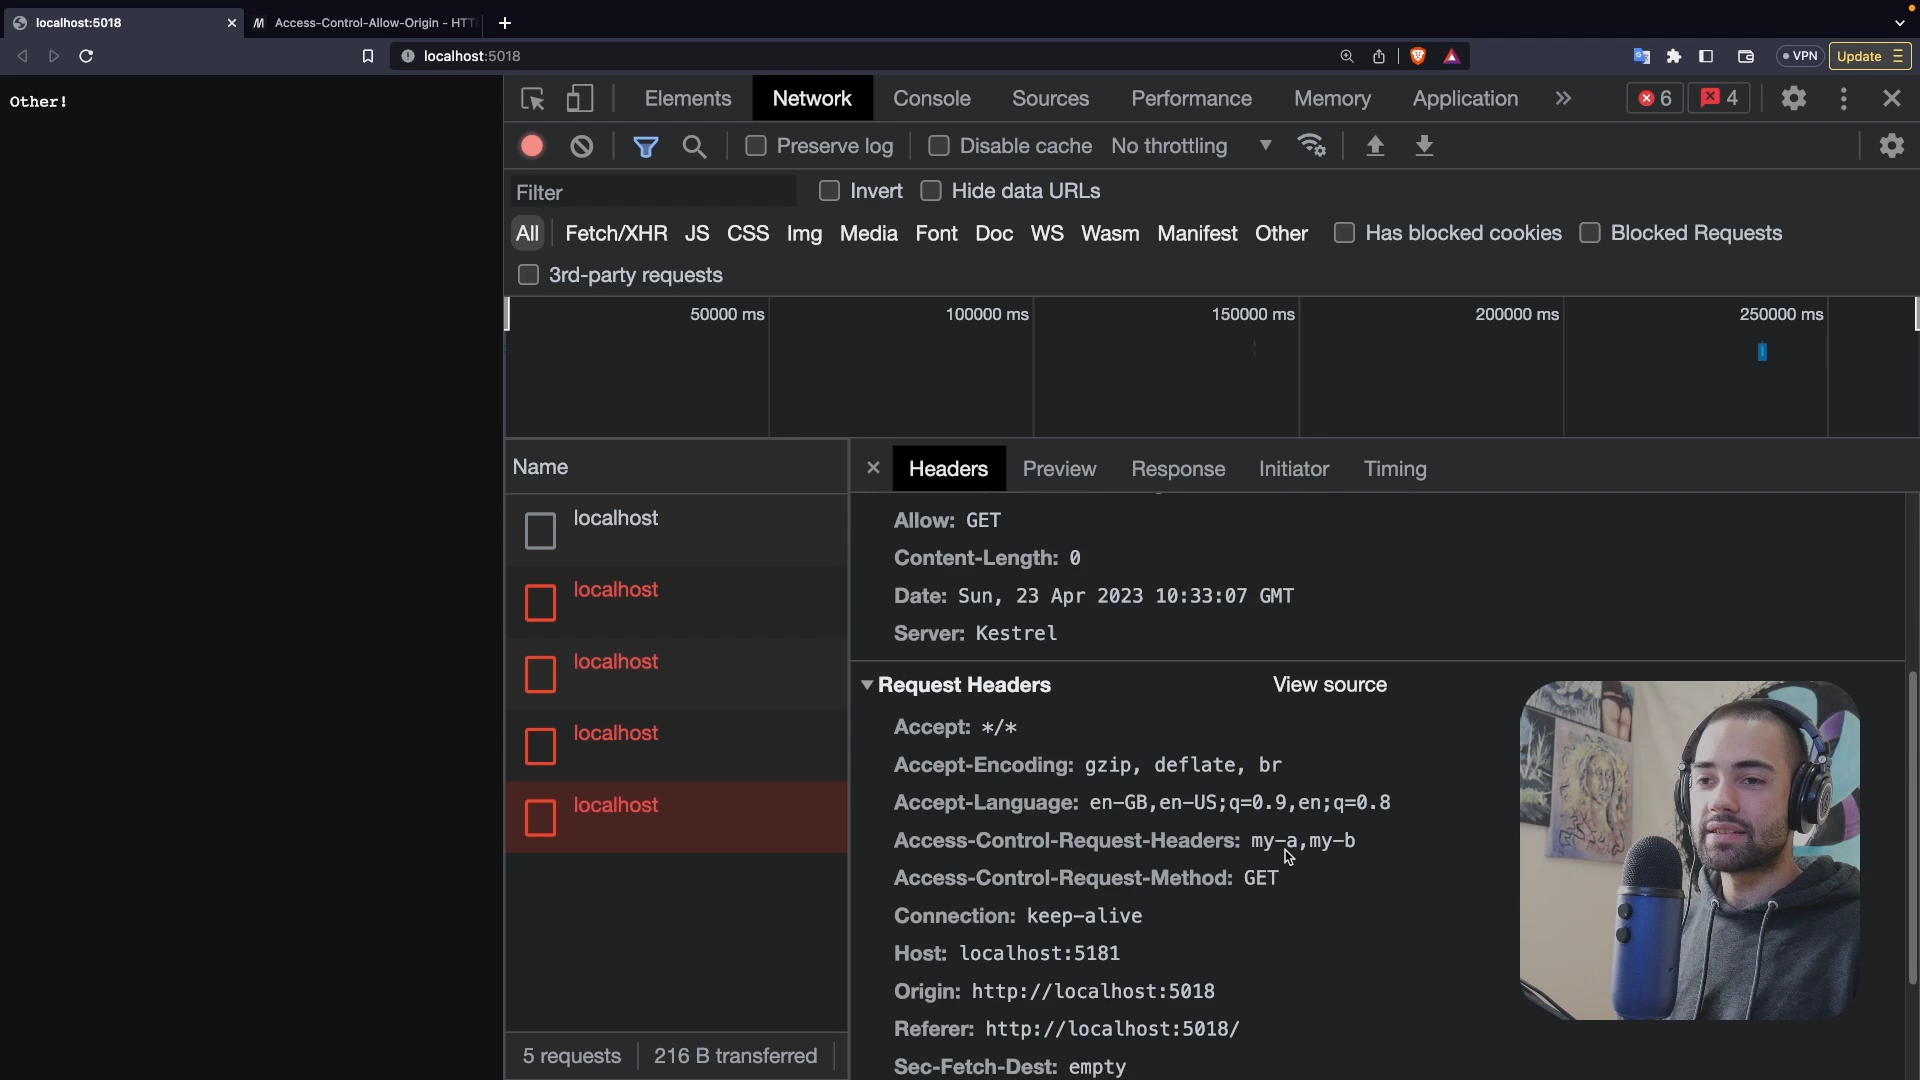 localhost:5018
Access-Control-Allow-Origin - HTT
localhost:5018
VPN
Update
Other!
Elements
Network
Console
Sources
Performance
Memory
Application
6
4
Preserve log
Disable cache
No throttling
Filter
Invert
Hide data URLs
All
Fetch/XHR
JS
CSS
Img
Media
Font
Doc
WS
Wasm
Manifest
Other
Has blocked cookies
Blocked Requests
3rd-party requests
50000 ms
100000 ms
150000 ms
200000 ms
250000 ms
Name
Headers
Preview
Response
Initiator
Timing
localhost
localhost
localhost
localhost
localhost
Allow: GET
Content-Length: 0
Date: Sun, 23 Apr 2023 10:33:07 GMT
Server: Kestrel
Request Headers
View source
Accept: */*
Accept-Encoding: gzip, deflate, br
Accept-Language: en-GB,en-US;q=0.9,en;q=0.8
Access-Control-Request-Headers: my-a,my-b
Access-Control-Request-Method: GET
Connection: keep-alive
Host: localhost:5181
Origin: http://localhost:5018
Referer: http://localhost:5018/
Sec-Fetch-Dest: empty
5 requests
216 B transferred